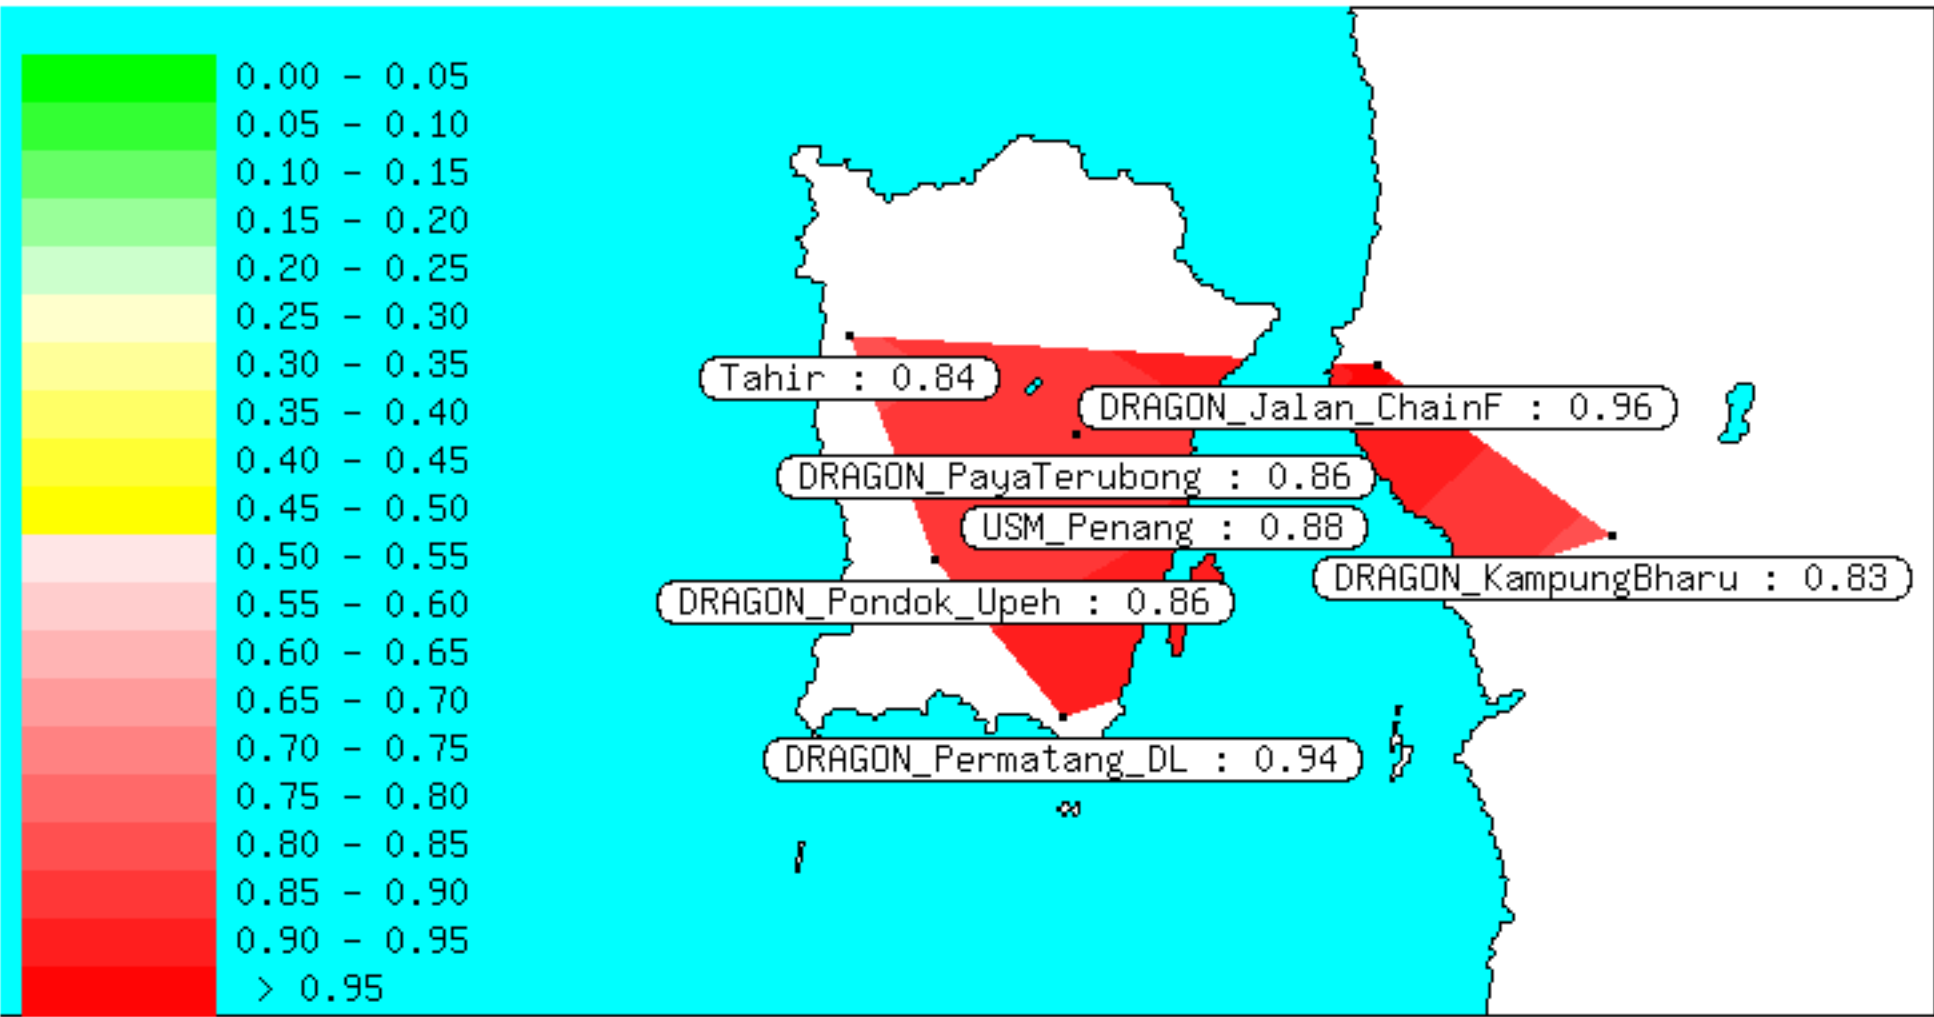 0.00 - 0.05
0.05 - 0.10
0.10 - 0.15
0.15 - 0.20
0.20 - 0.25
0.25 - 0.30
0.30 - 0.35
0.35 - 0.40
0.40 - 0.45
0.45 - 0.50
0.50 - 0.55
0.55 - 0.60
0.60 - 0.65
0.65 - 0.70
0.70 - 0.75
0.75 - 0.80
0.80 - 0.85
0.85 - 0.90
0.90 - 0.95
> 0.95
Tahir : 0.84
DRAGON_Jalan_ChainF : 0.96
DRAGON_PayaTerubong : 0.86
USM_Penang : 0.88
DRAGON_KampungBharu : 0.83
DRAGON_Pondok_Upeh : 0.86
DRAGON_Permatang_DL : 0.94